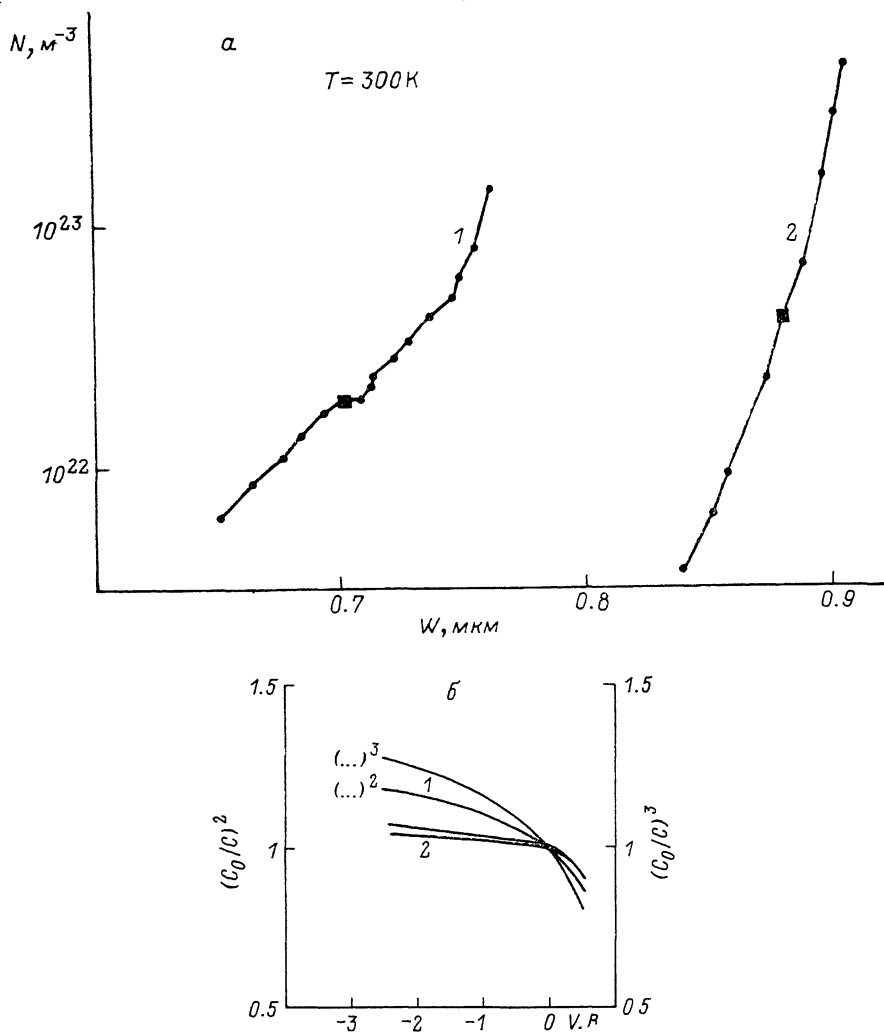 N, м⁻³
а
T = 300К
10²³
1
2
10²²
0.7
0.8
0.9
W, мкм
1.5
б
1.5
(...)³
(...)²
1
(C₀/C)²
1
2
1
(C₀/C)³
0.5
-3
-2
-1
0
V. В
0 5